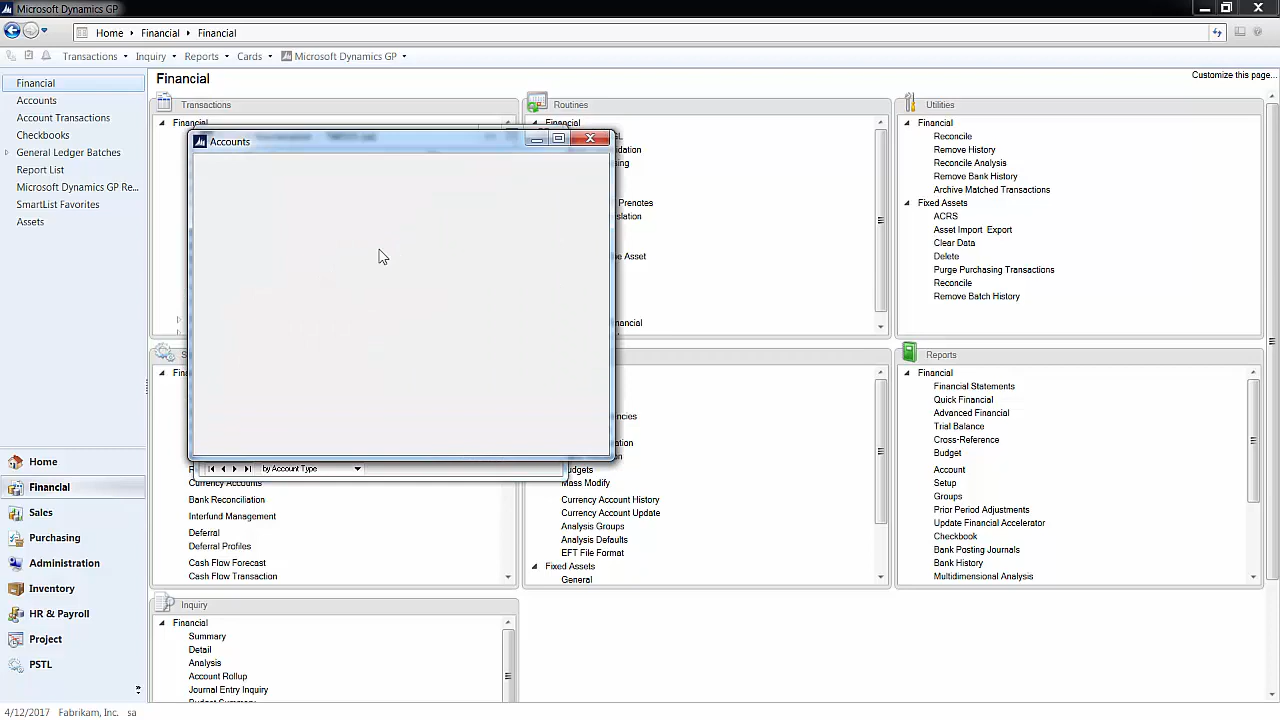 Microsoft Dynamics GP
Home
Financial
Financial
Transactions
Inquiry
Reports
Cards
Microsoft Dynamics GP
Financial
Accounts
Account Transactions
Checkbooks
General Ledger Batches
Report List
Microsoft Dynamics GP Re...
SmartList Favorites
Assets
Home
Financial
Sales
Purchasing
Administration
Inventory
HR & Payroll
Project
PSTL
Financial
Customize this page...
Transactions
Financial
Accounts
by Account Type
Currency Accounts
Bank Reconciliation
Interfund Management
Deferral
Deferral Profiles
Cash Flow Forecast
Cash Flow Transaction
Inquiry
Financial
Summary
Detail
Analysis
Account Rollup
Journal Entry Inquiry
Routines
Financial
Prenotes
Mass Modify
Currency Account History
Currency Account Update
Analysis Groups
Analysis Defaults
EFT File Format
Fixed Assets
General
Utilities
Financial
Reconcile
Remove History
Reconcile Analysis
Remove Bank History
Archive Matched Transactions
Fixed Assets
ACRS
Asset Import Export
Clear Data
Delete
Purge Purchasing Transactions
Reconcile
Remove Batch History
Reports
Financial
Financial Statements
Quick Financial
Advanced Financial
Trial Balance
Cross-Reference
Budget
Account
Setup
Groups
Prior Period Adjustments
Update Financial Accelerator
Checkbook
Bank Posting Journals
Bank History
Multidimensional Analysis
4/12/2017 Fabrikam, Inc. sa